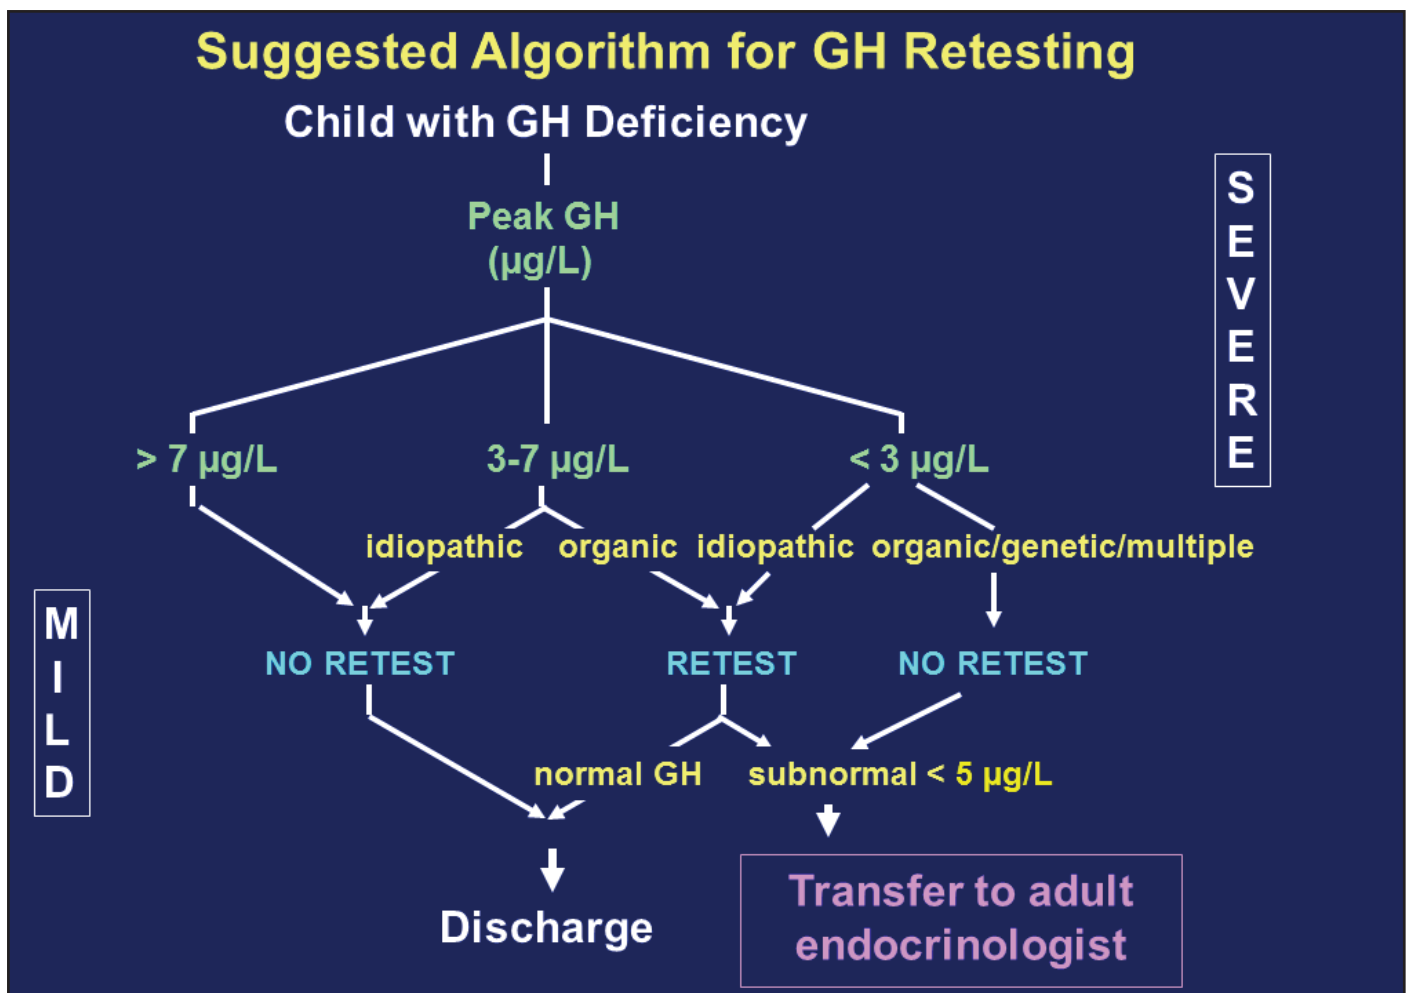 Suggested Algorithm for GH Retesting
Child with GH Deficiency
Peak GH
(µg/L)
SEVERE
> 7 µg/L
3-7 µg/L
< 3 µg/L
idiopathic
organic
idiopathic
organic/genetic/multiple
MILD
NO RETEST
RETEST
NO RETEST
normal GH
subnormal < 5 µg/L
Discharge
Transfer to adult
endocrinologist